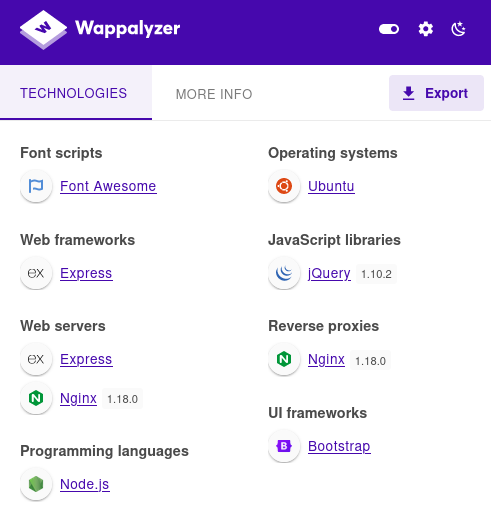 Wappalyzer
TECHNOLOGIES
MORE INFO
Export
Font scripts
Font Awesome
Web frameworks
ex
Express
Web servers
ex
Express
Nginx 1.18.0
Programming languages
Node.js
Operating systems
Ubuntu
JavaScript libraries
jQuery 1.10.2
Reverse proxies
Nginx 1.18.0
UI frameworks
B
Bootstrap